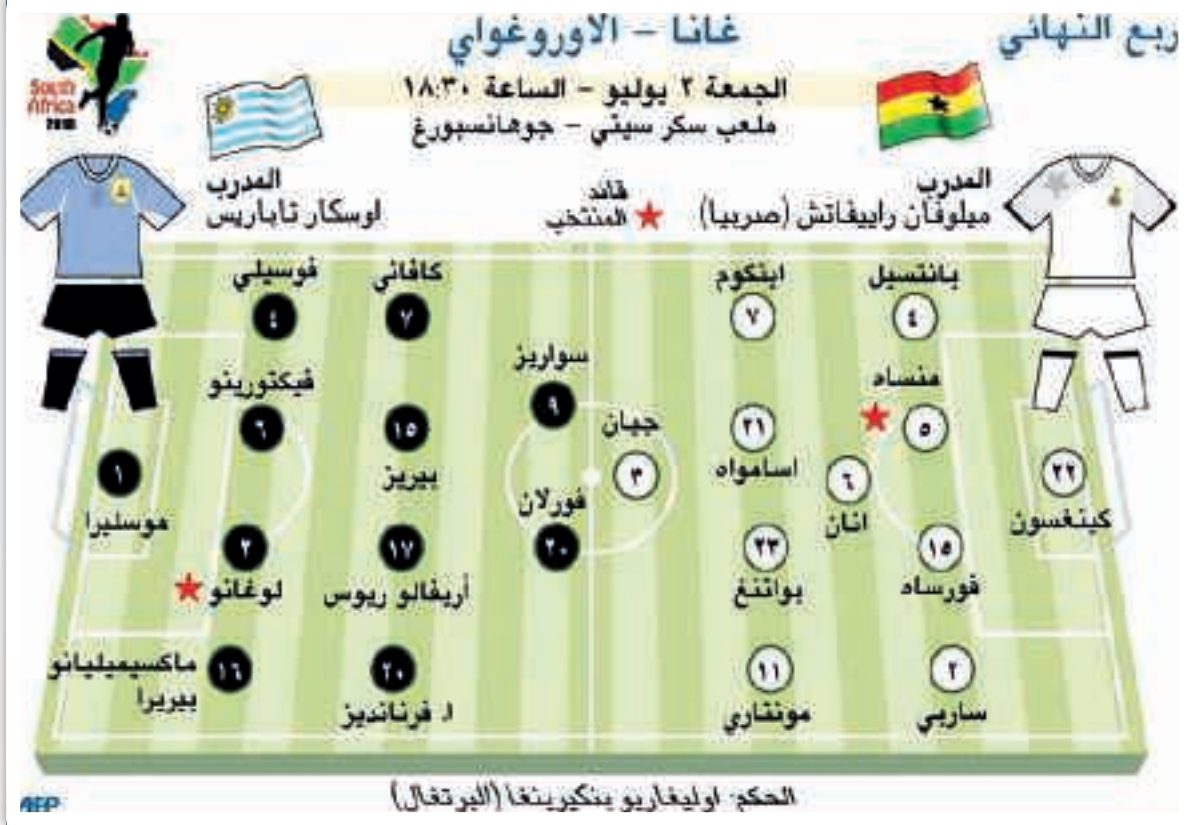 ربع النهائي
غانا - الاوروغواي
الجمعة ٢ يوليو - الساعة ١٨:٣٠
ملعب سكر سيتي - جوهانسبورغ
South
Africa
2010
المدرب
ميلوفان راييفاتش (صربيا)
قائد
المنتخب
المدرب
اوسكار تاباريس
بانتسيل
٤
اينكوم
٧
كافاني
٧
فوسيلي
٤
منساه
٥
سواريز
٩
فيكتورينو
٦
جيان
٣
٢١
اسامواه
١٥
بيريز
٢٢
كينغسون
٦
انان
١
موسليرا
فورلان
٢٠
١٥
فورساه
٢٣
بواتنغ
١٧
أريفالو ريوس
٢
لوغانو
٢
ساربي
١١
مونتاري
٢٠
ا. فرنانديز
١٦
ماكسيميليانو
بيريرا
الحكم: اوليغاريو بنكيرينغا (البرتغال)
AFP